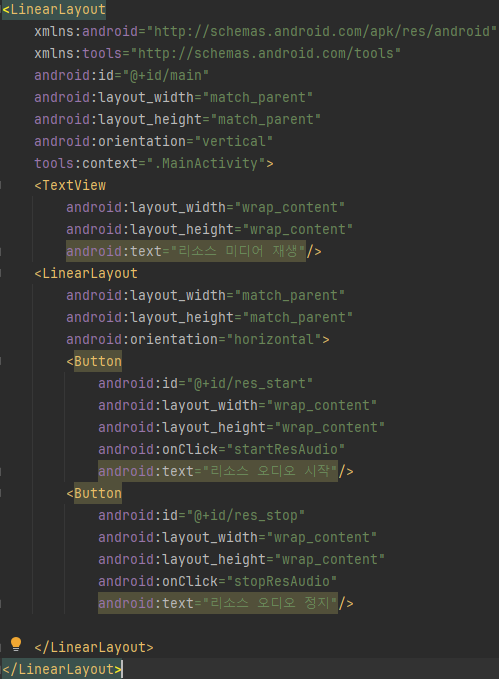 <LinearLayout
    xmlns:android="http://schemas.android.com/apk/res/android"
    xmlns:tools="http://schemas.android.com/tools"
    android:id="@+id/main"
    android:layout_width="match_parent"
    android:layout_height="match_parent"
    android:orientation="vertical"
    tools:context=".MainActivity">
    <TextView
        android:layout_width="wrap_content"
        android:layout_height="wrap_content"
        android:text="리소스 미디어 재생"/>
    <LinearLayout
        android:layout_width="match_parent"
        android:layout_height="match_parent"
        android:orientation="horizontal">
        <Button
            android:id="@+id/res_start"
            android:layout_width="wrap_content"
            android:layout_height="wrap_content"
            android:onClick="startResAudio"
            android:text="리소스 오디오 시작"/>
        <Button
            android:id="@+id/res_stop"
            android:layout_width="wrap_content"
            android:layout_height="wrap_content"
            android:onClick="stopResAudio"
            android:text="리소스 오디오 정지"/>
    </LinearLayout>
</LinearLayout>